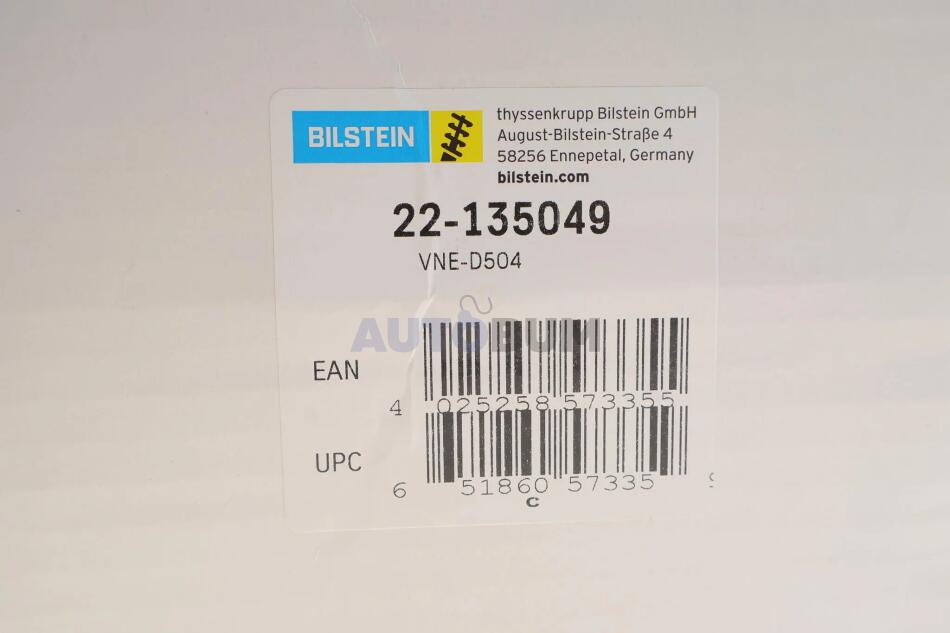 BILSTEIN
thyssenkrupp Bilstein GmbH
August-Bilstein-Straße 4
58256 Ennepetal, Germany
bilstein.com
22-135049
VNE-D504
AUTOBUM
EAN
4 025258 573355
UPC
6 51860 57335 9
c